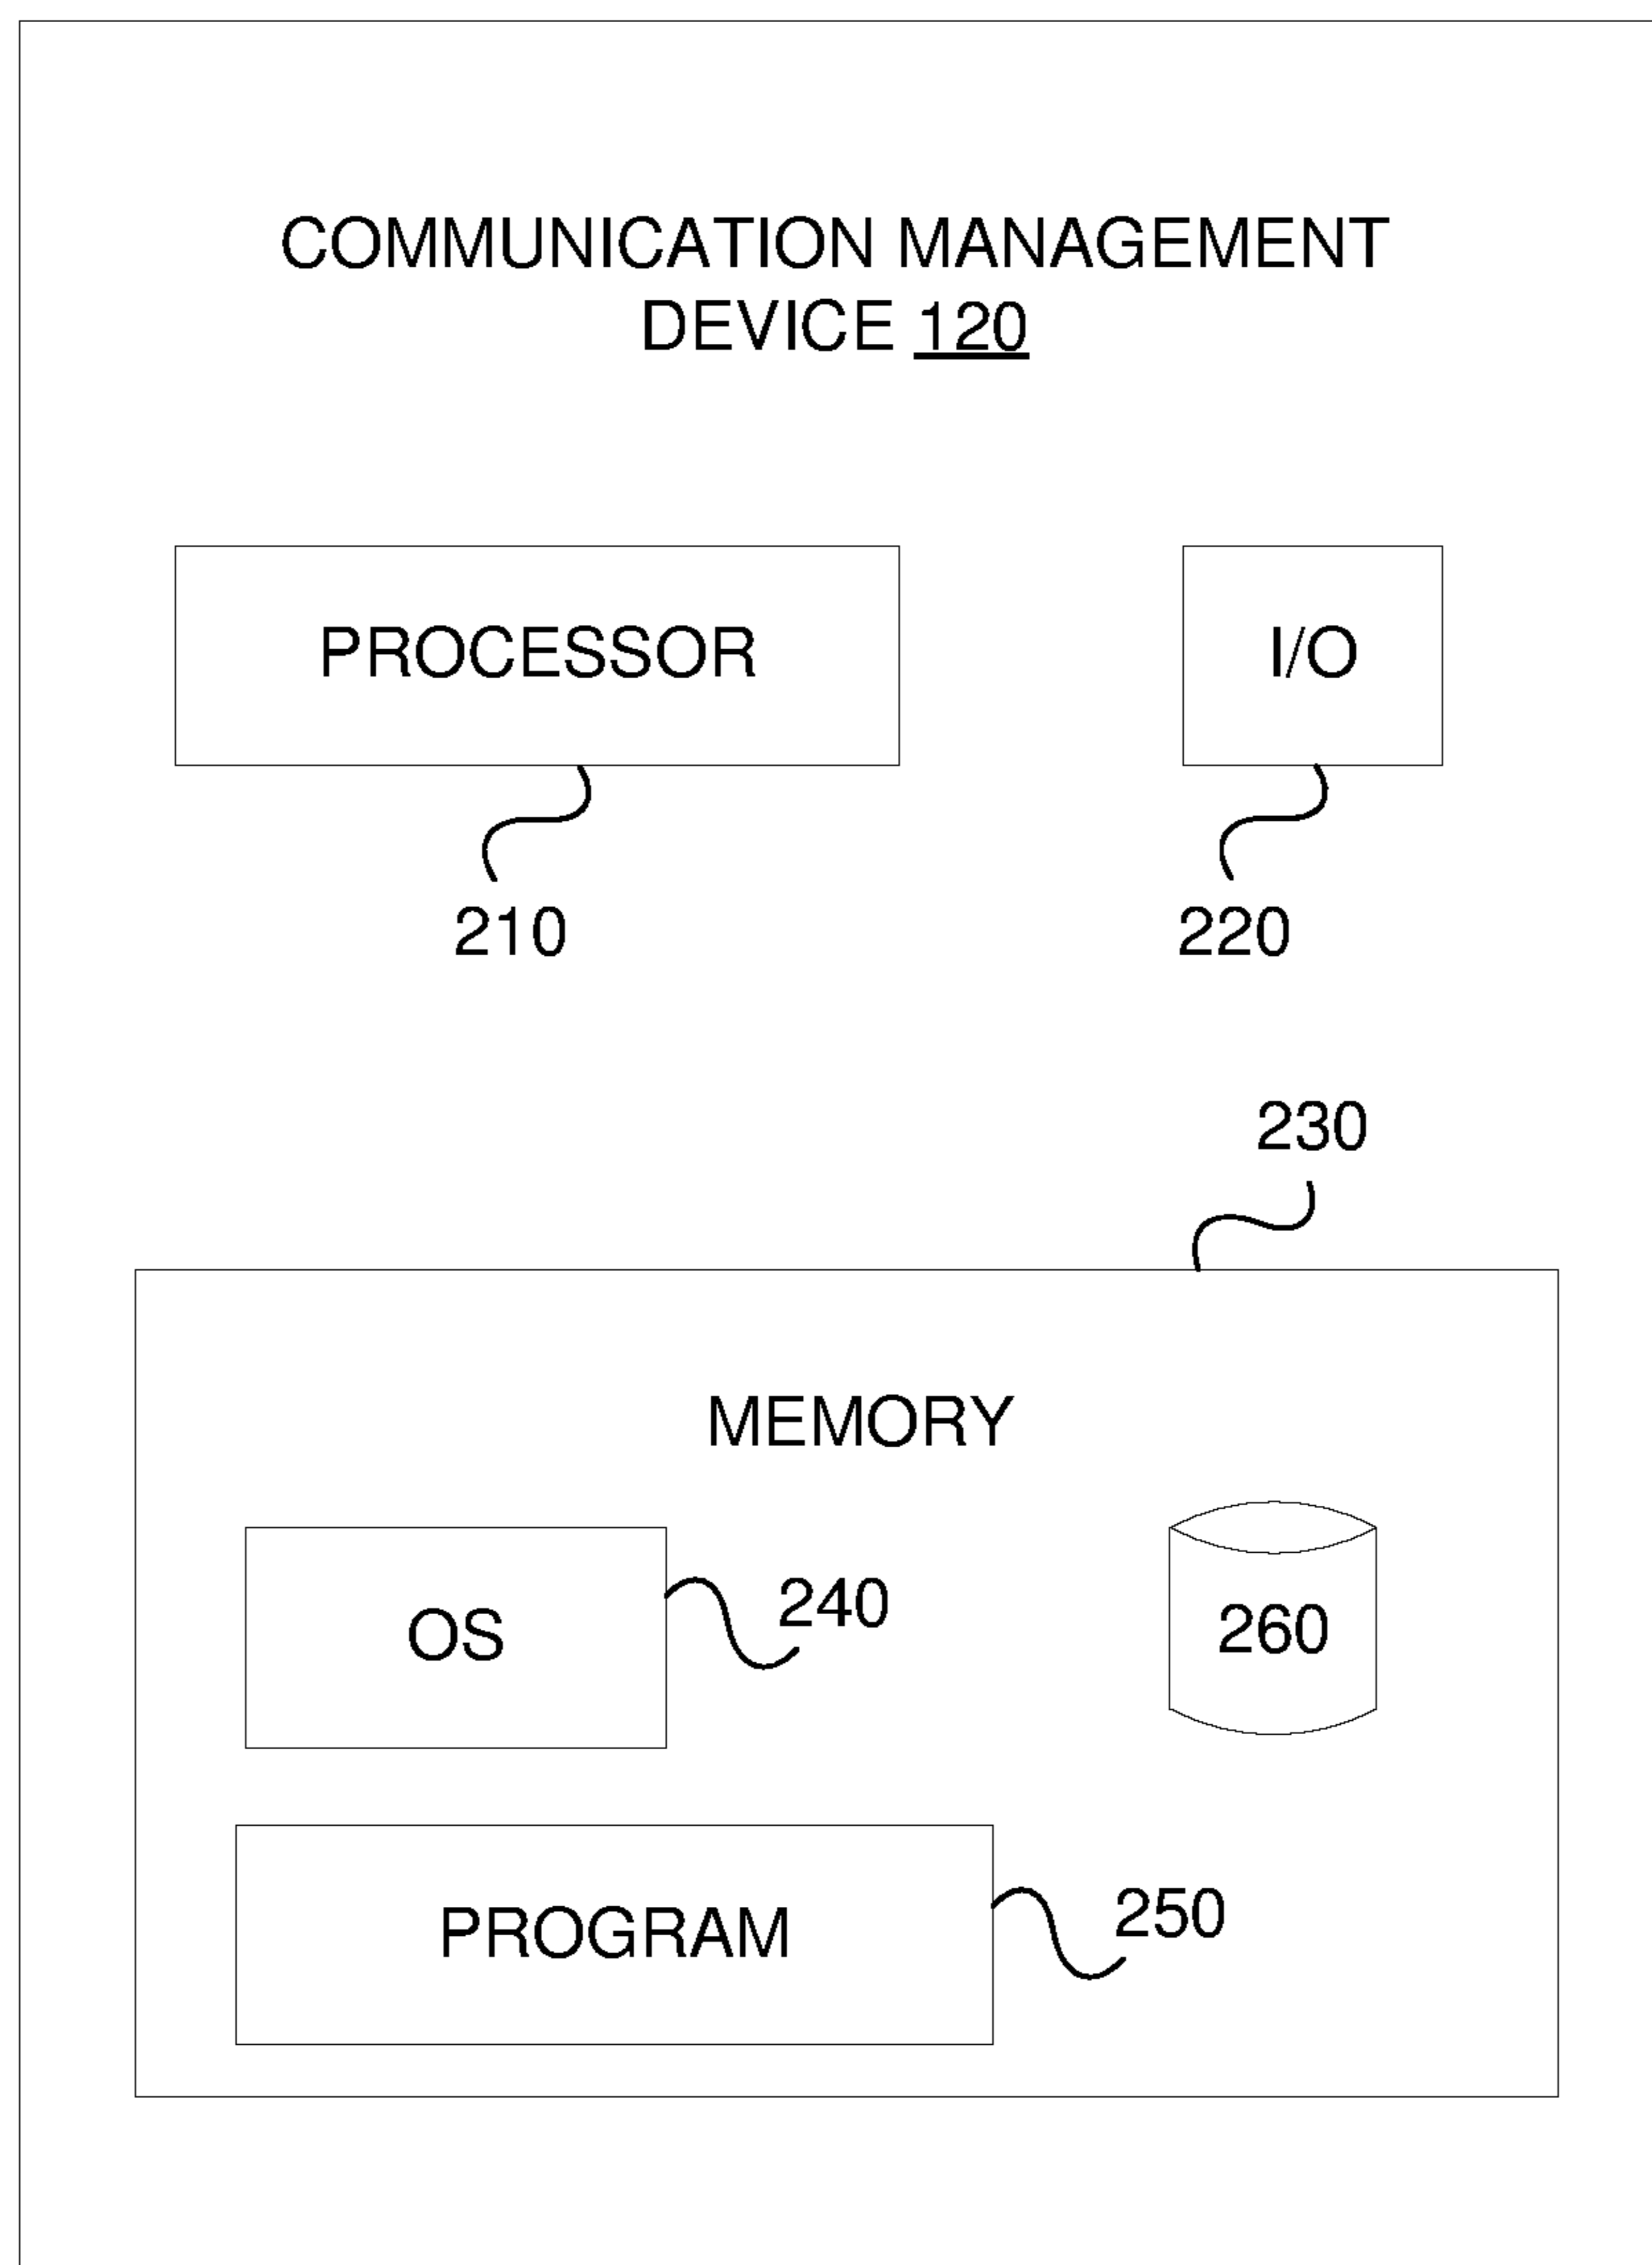 COMMUNICATION MANAGEMENT
DEVICE 120
PROCESSOR
I/O
210
220
230
MEMORY
OS
240
260
PROGRAM
250